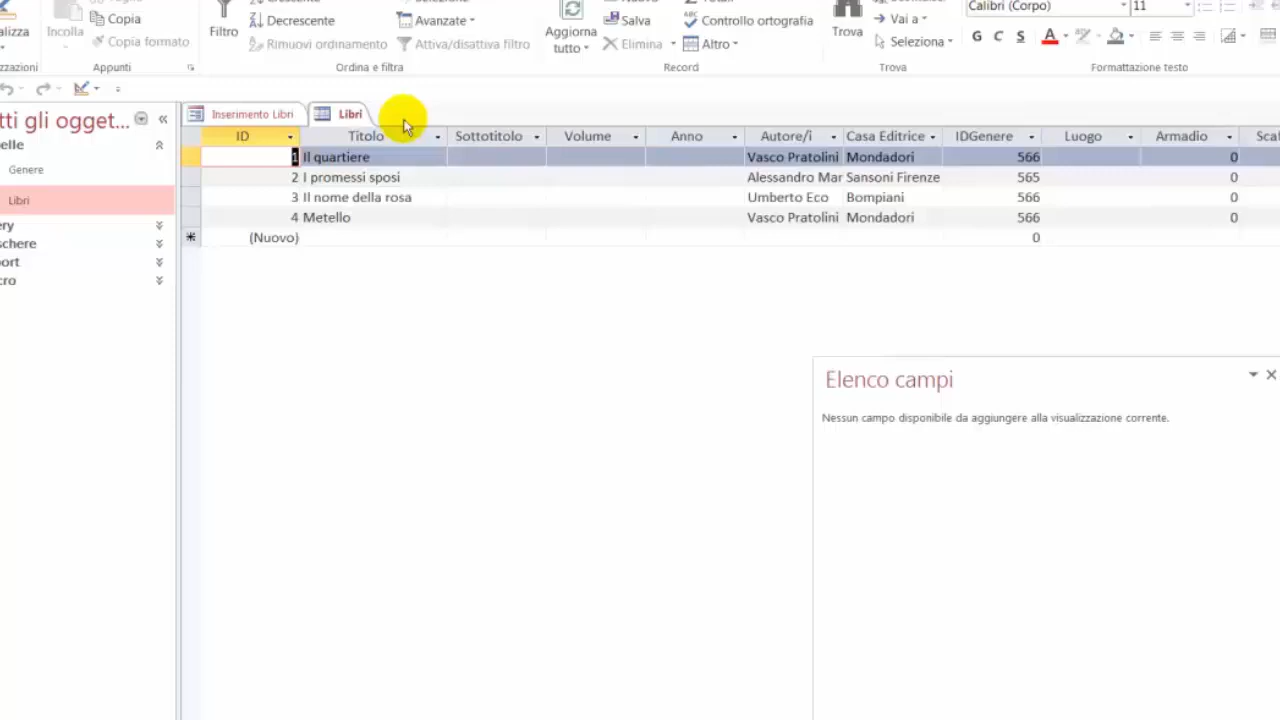 Copia
Decrescente
Avanzate
Salva
Controllo ortografia
Vai a
Calibri (Corpo)
11
Incolla
Copia formato
Filtro
Rimuovi ordinamento
Attiva/disattiva filtro
Aggiorna tutto
Elimina
Altro
Trova
Seleziona
G C S A
Appunti
Ordina e filtra
Record
Trova
Formattazione testo
Inserimento Libri
Libri
tti gli ogget...
elle
Genere
Libri
ery
schere
port
cro
ID Titolo Sottotitolo Volume Anno Autore/i Casa Editrice IDGenere Luogo Armadio Scaf
1 Il quartiere Vasco Pratolini Mondadori 566 0
2 I promessi sposi Alessandro Mar Sansoni Firenze 565 0
3 Il nome della rosa Umberto Eco Bompiani 566 0
4 Metello Vasco Pratolini Mondadori 566 0
(Nuovo) 0
Elenco campi
Nessun campo disponibile da aggiungere alla visualizzazione corrente.